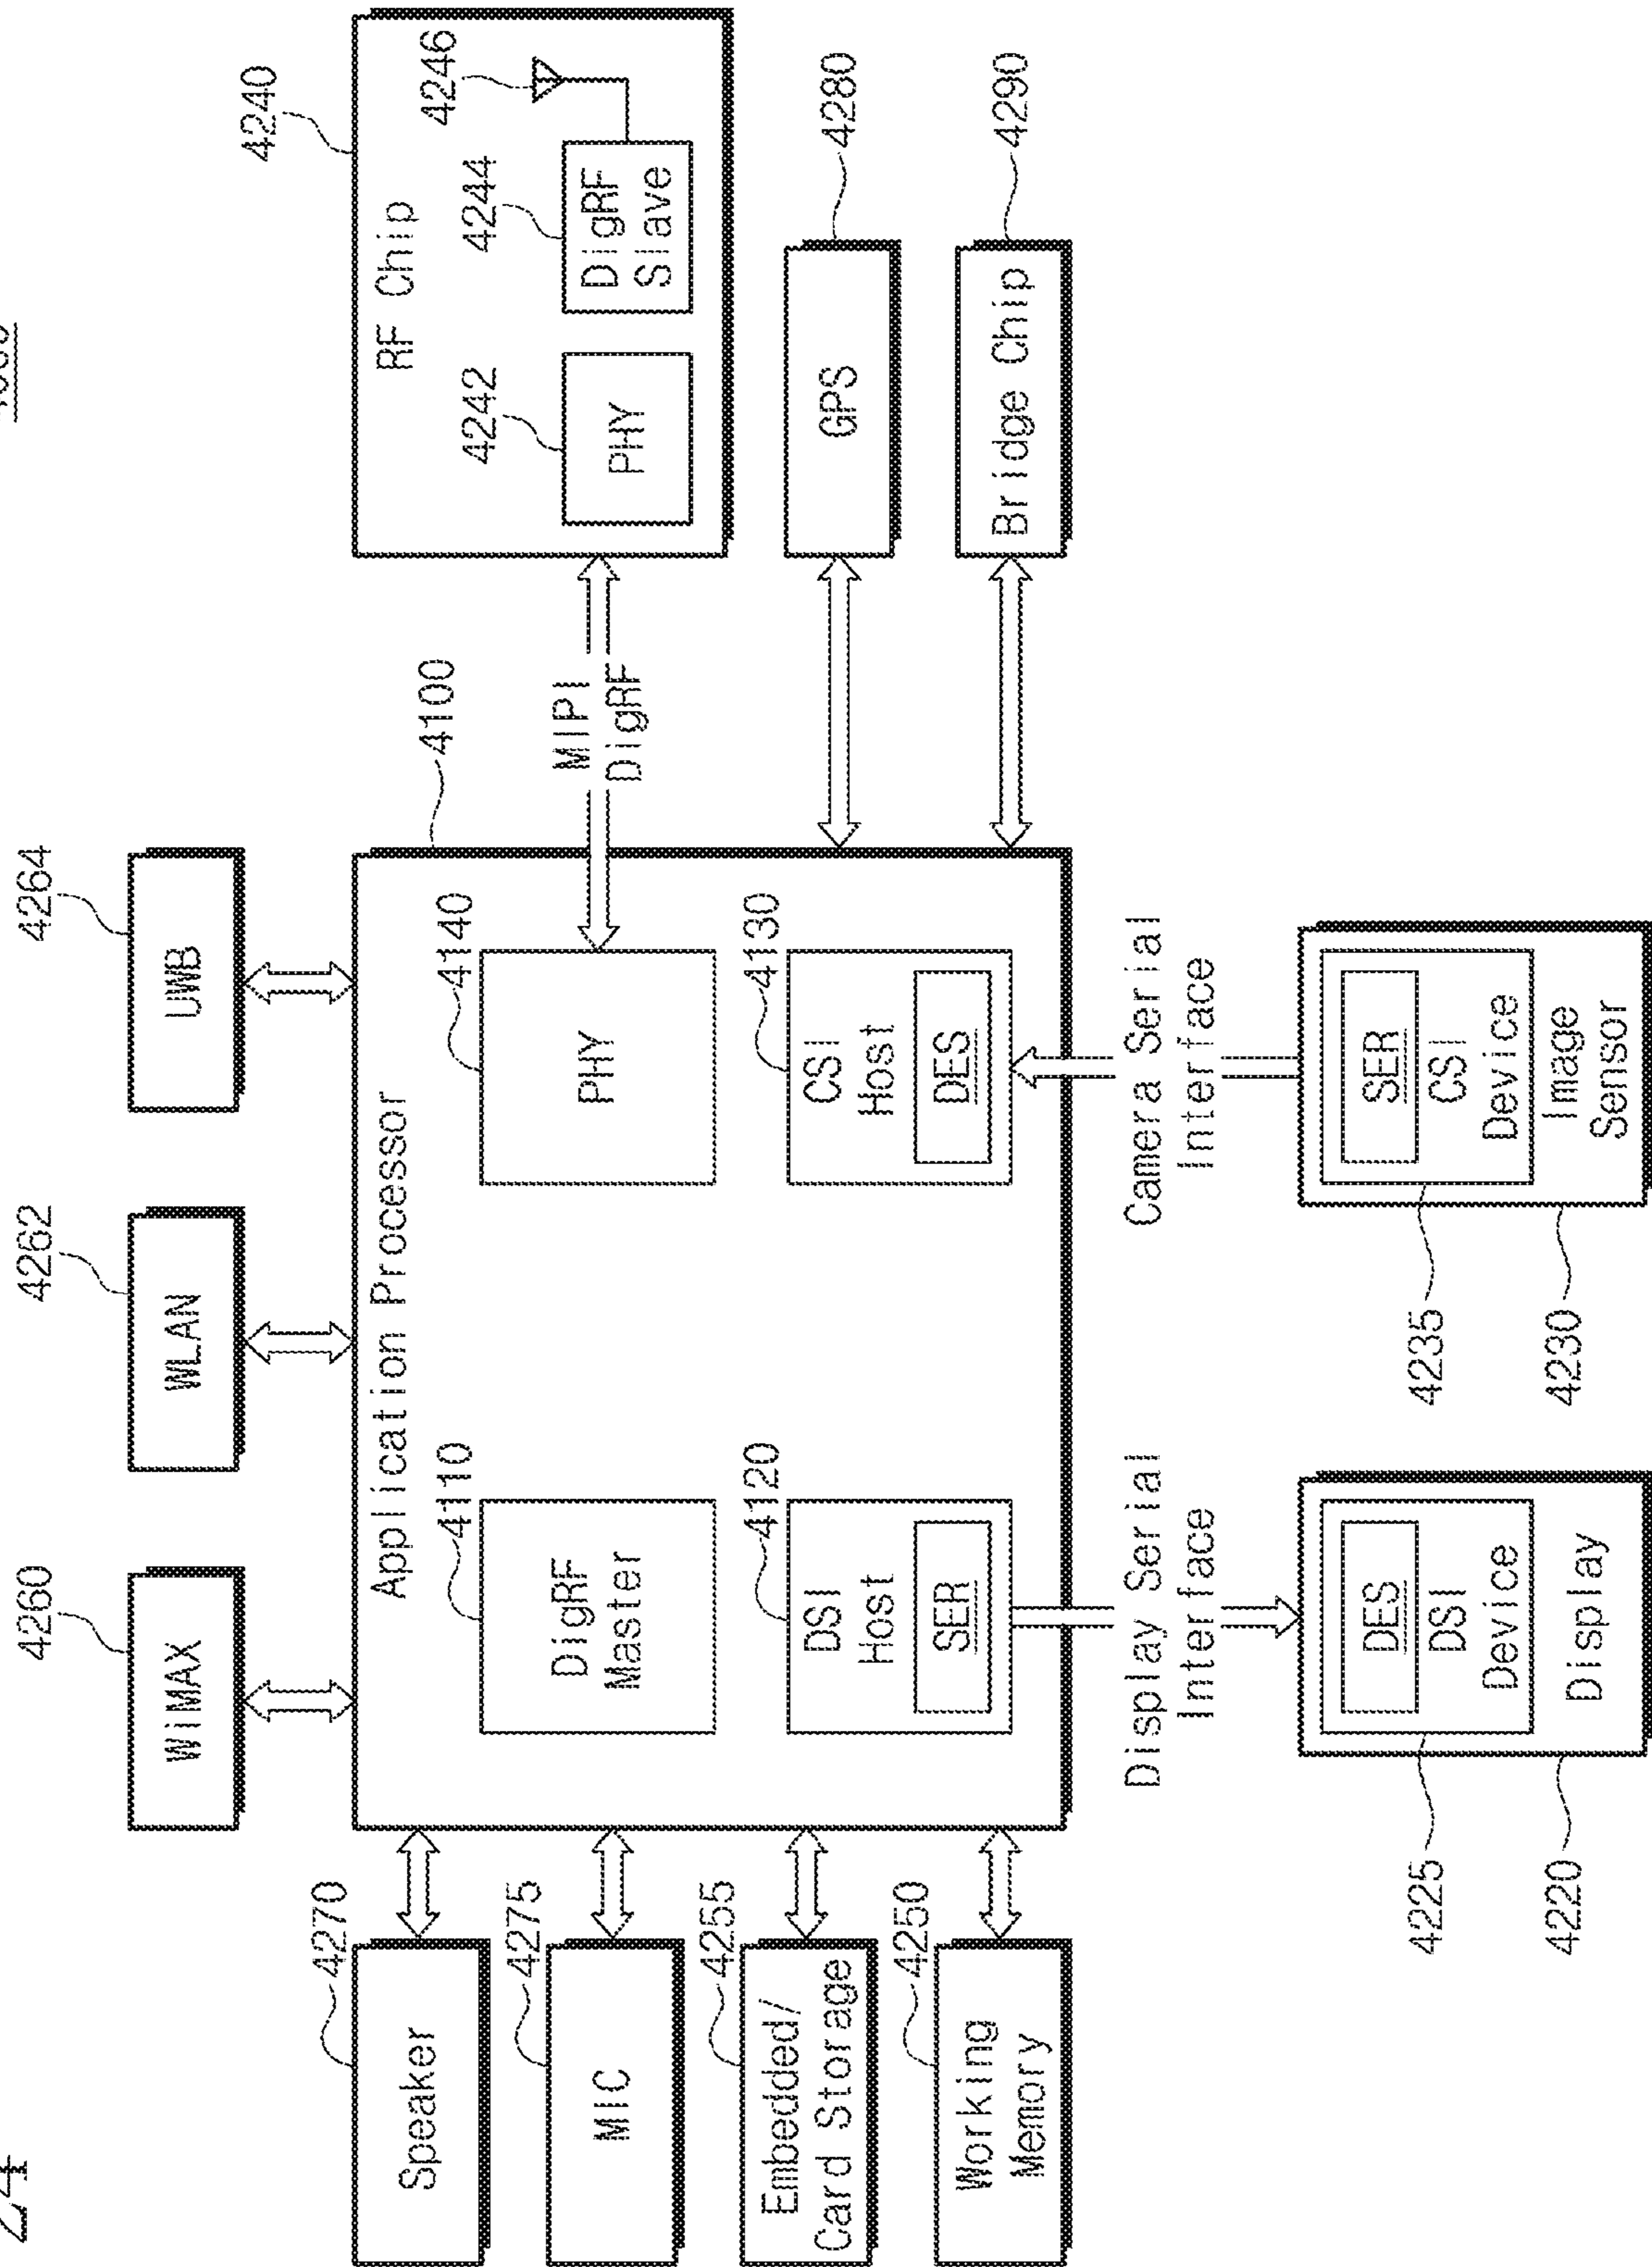 24
4260
4262
4264
WiMAX
WLAN
UWB
4240
4270
Speaker
Application Processor
4100
RF Chip
4275
MIC
4110
DigRF
Master
4140
PHY
MIPI
DigRF
4242
PHY
4244
DigRF
Slave
4246
4255
Embedded/
Card Storage
4120
DSI
Host
SER
4130
CSI
Host
DES
GPS
4280
4250
Working
Memory
Bridge Chip
4290
Display Serial
Interface
Camera Serial
Interface
4225
DES
DSI
Device
4220
Display
4235
SER
CSI
Device
4230
Image
Sensor